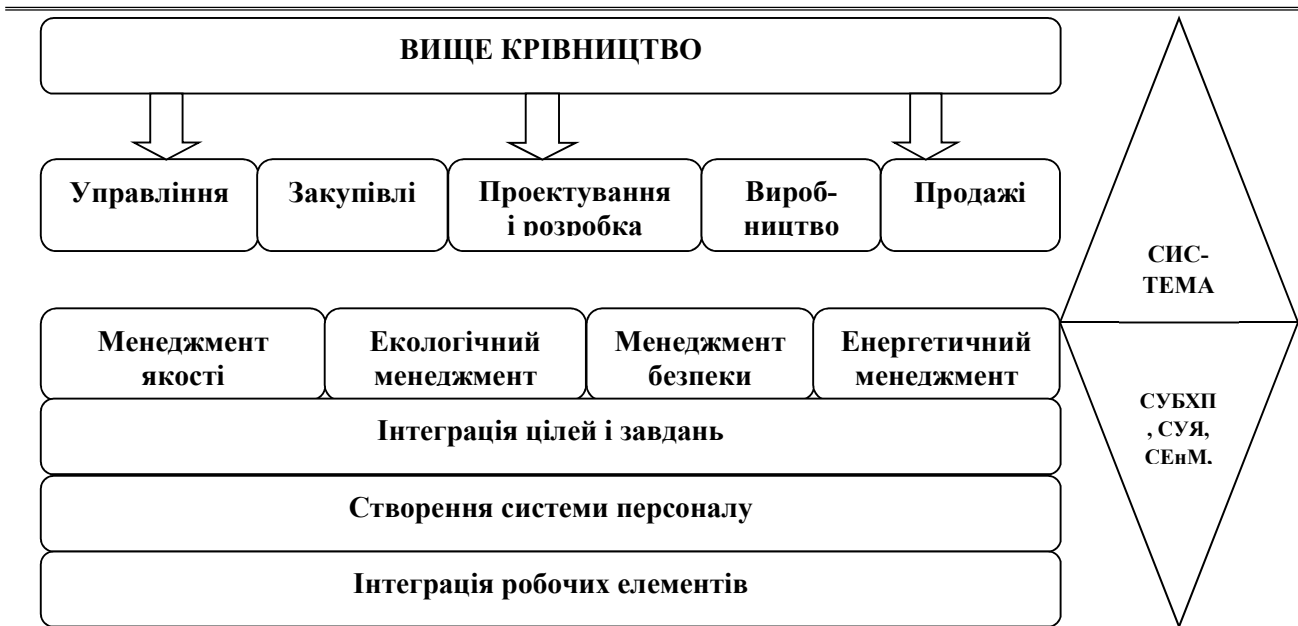 ВИЩЕ КРІВНИЦТВО
Управління
Закупівлі
Проектування
і розробка
Вироб-
ництво
Продажі
СИС-
ТЕМА
Менеджмент
якості
Екологічний
менеджмент
Менеджмент
безпеки
Енергетичний
менеджмент
Інтеграція цілей і завдань
Створення системи персоналу
Інтеграція робочих елементів
СУБХП
, СУЯ,
СЕнМ.